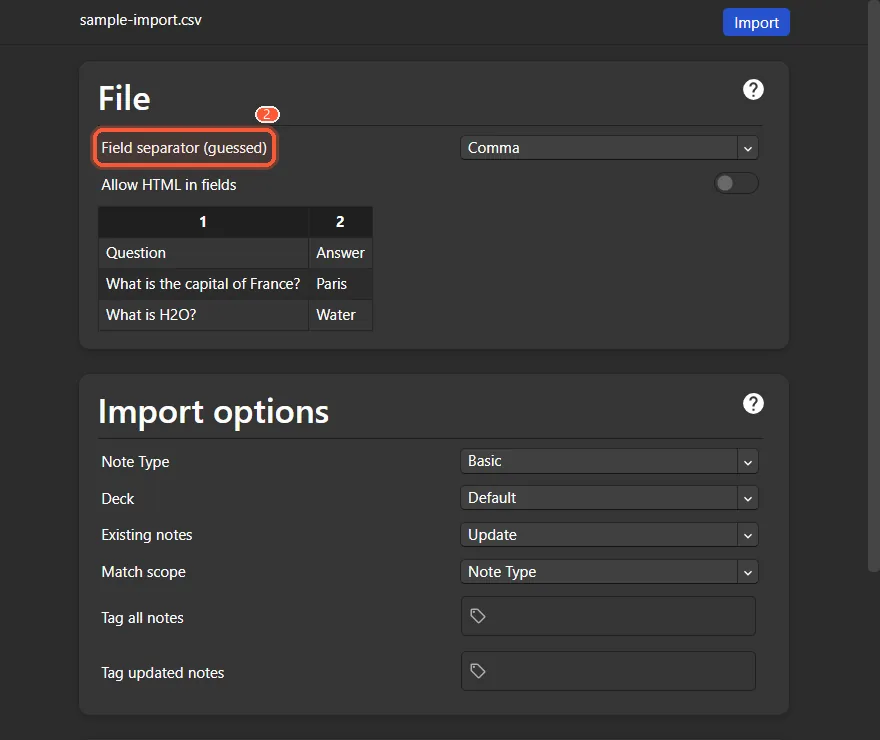 sample-import.csv Import
File ?
2
Field separator (guessed) Comma
Allow HTML in fields
1 2
Question Answer
What is the capital of France? Paris
What is H2O? Water
Import options ?
Note Type Basic
Deck Default
Existing notes Update
Match scope Note Type
Tag all notes
Tag updated notes